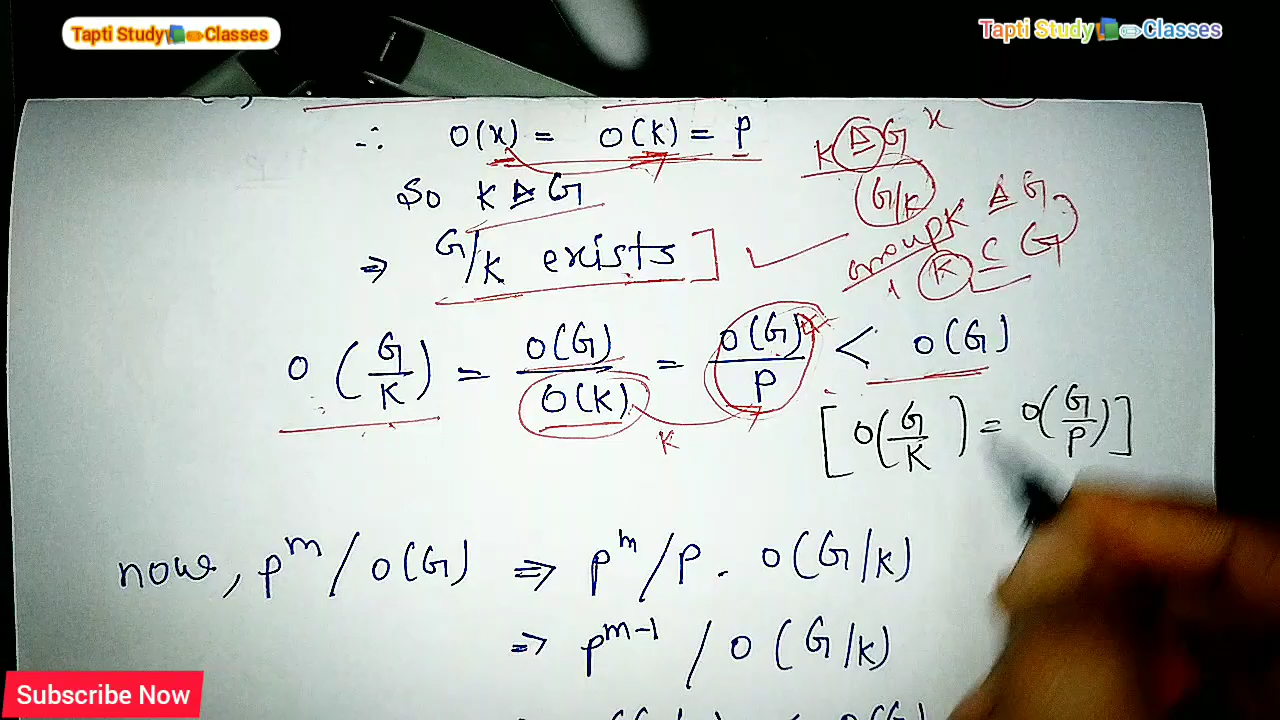 Tapti Study Classes
Tapti Study Classes
∴ O(x) = O(K) = p
K ⊵ G x
So K ⊵ G
G/K
⇒ G/K exists ]
group K ⊴ G
K ⊆ G
O(G/K) = O(G)/O(K) = O(G)/p < O(G)
K
[O(G/K) = O(G/p)]
now, p^m / O(G) ⇒ p^m / p . O(G/K)
⇒ p^{m-1} / O(G/K)
Subscribe Now